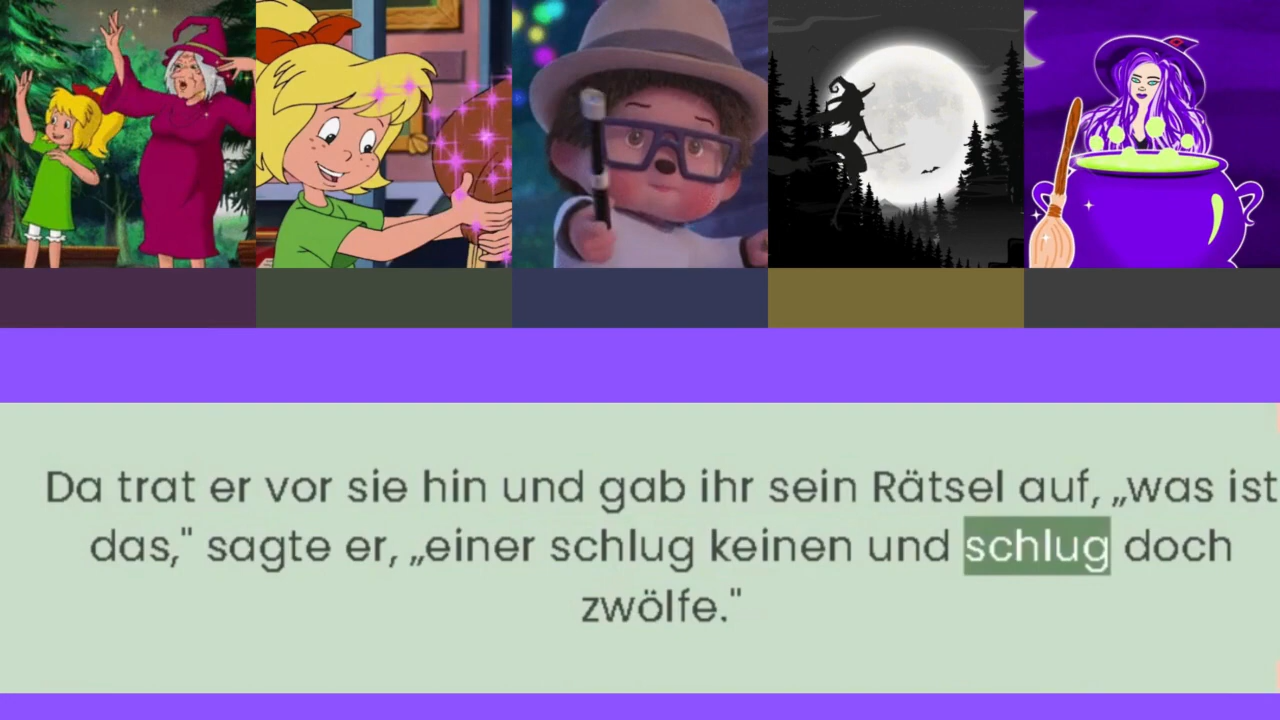 Da trat er vor sie hin und gab ihr sein Rätsel auf, „was ist
das," sagte er, „einer schlug keinen und schlug doch
zwölfe."